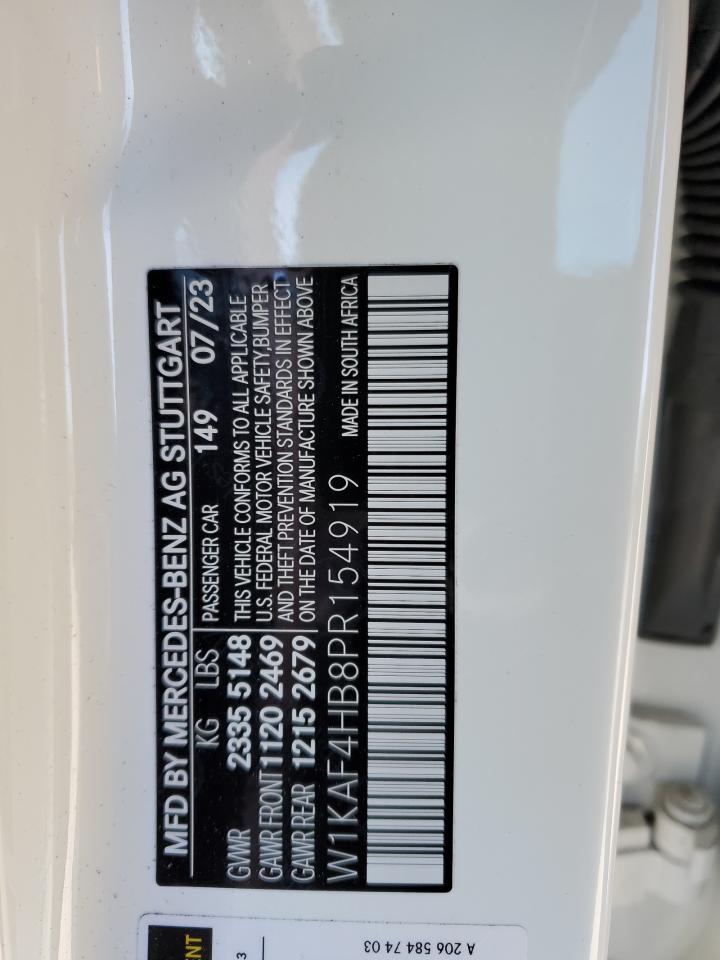 MFD BY MERCEDES-BENZ AG STUTTGART
KG LBS PASSENGER CAR 149 07/23
GVWR 2335 5148 THIS VEHICLE CONFORMS TO ALL APPLICABLE
U.S. FEDERAL MOTOR VEHICLE SAFETY,BUMPER
GAWR FRONT 1120 2469 AND THEFT PREVENTION STANDARDS IN EFFECT
GAWR REAR 1215 2679 ON THE DATE OF MANUFACTURE SHOWN ABOVE
W1KAF4HB8PR154919 MADE IN SOUTH AFRICA
ENT
3
A 206 584 74 03